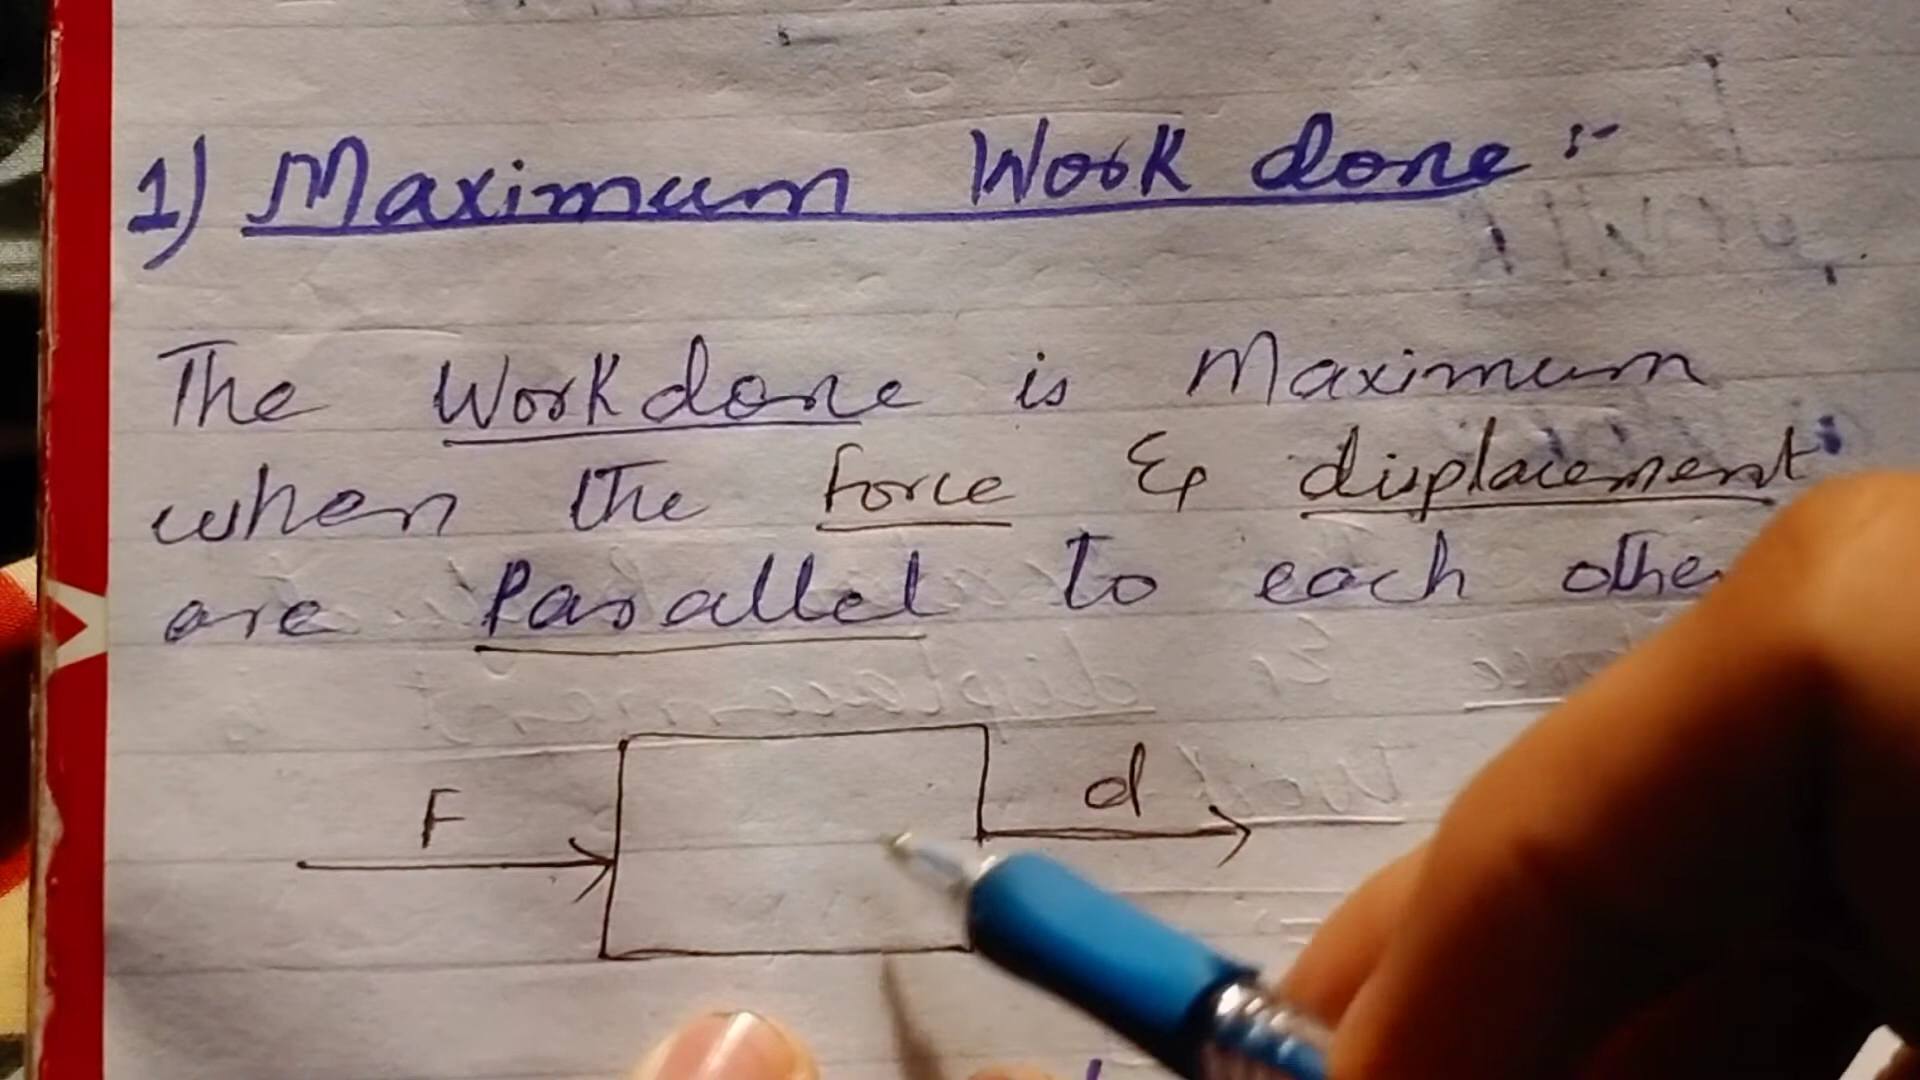 1) Maximum Work done :-
The Workdone is Maximum
when the force & displacement
are Parallel to each othe
F
d